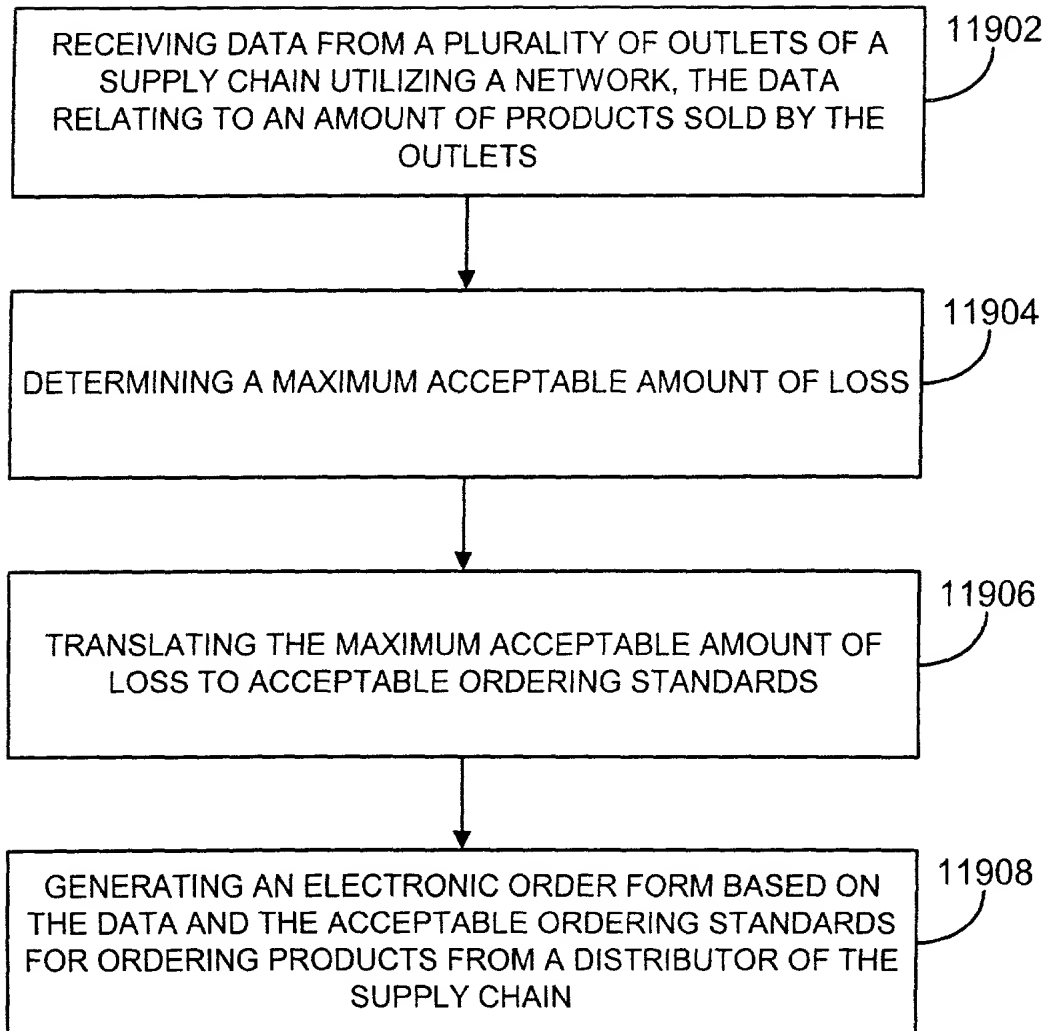 RECEIVING DATA FROM A PLURALITY OF OUTLETS OF A
SUPPLY CHAIN UTILIZING A NETWORK, THE DATA
RELATING TO AN AMOUNT OF PRODUCTS SOLD BY THE
OUTLETS
11902
DETERMINING A MAXIMUM ACCEPTABLE AMOUNT OF LOSS
11904
TRANSLATING THE MAXIMUM ACCEPTABLE AMOUNT OF
LOSS TO ACCEPTABLE ORDERING STANDARDS
11906
GENERATING AN ELECTRONIC ORDER FORM BASED ON
THE DATA AND THE ACCEPTABLE ORDERING STANDARDS
FOR ORDERING PRODUCTS FROM A DISTRIBUTOR OF THE
SUPPLY CHAIN
11908